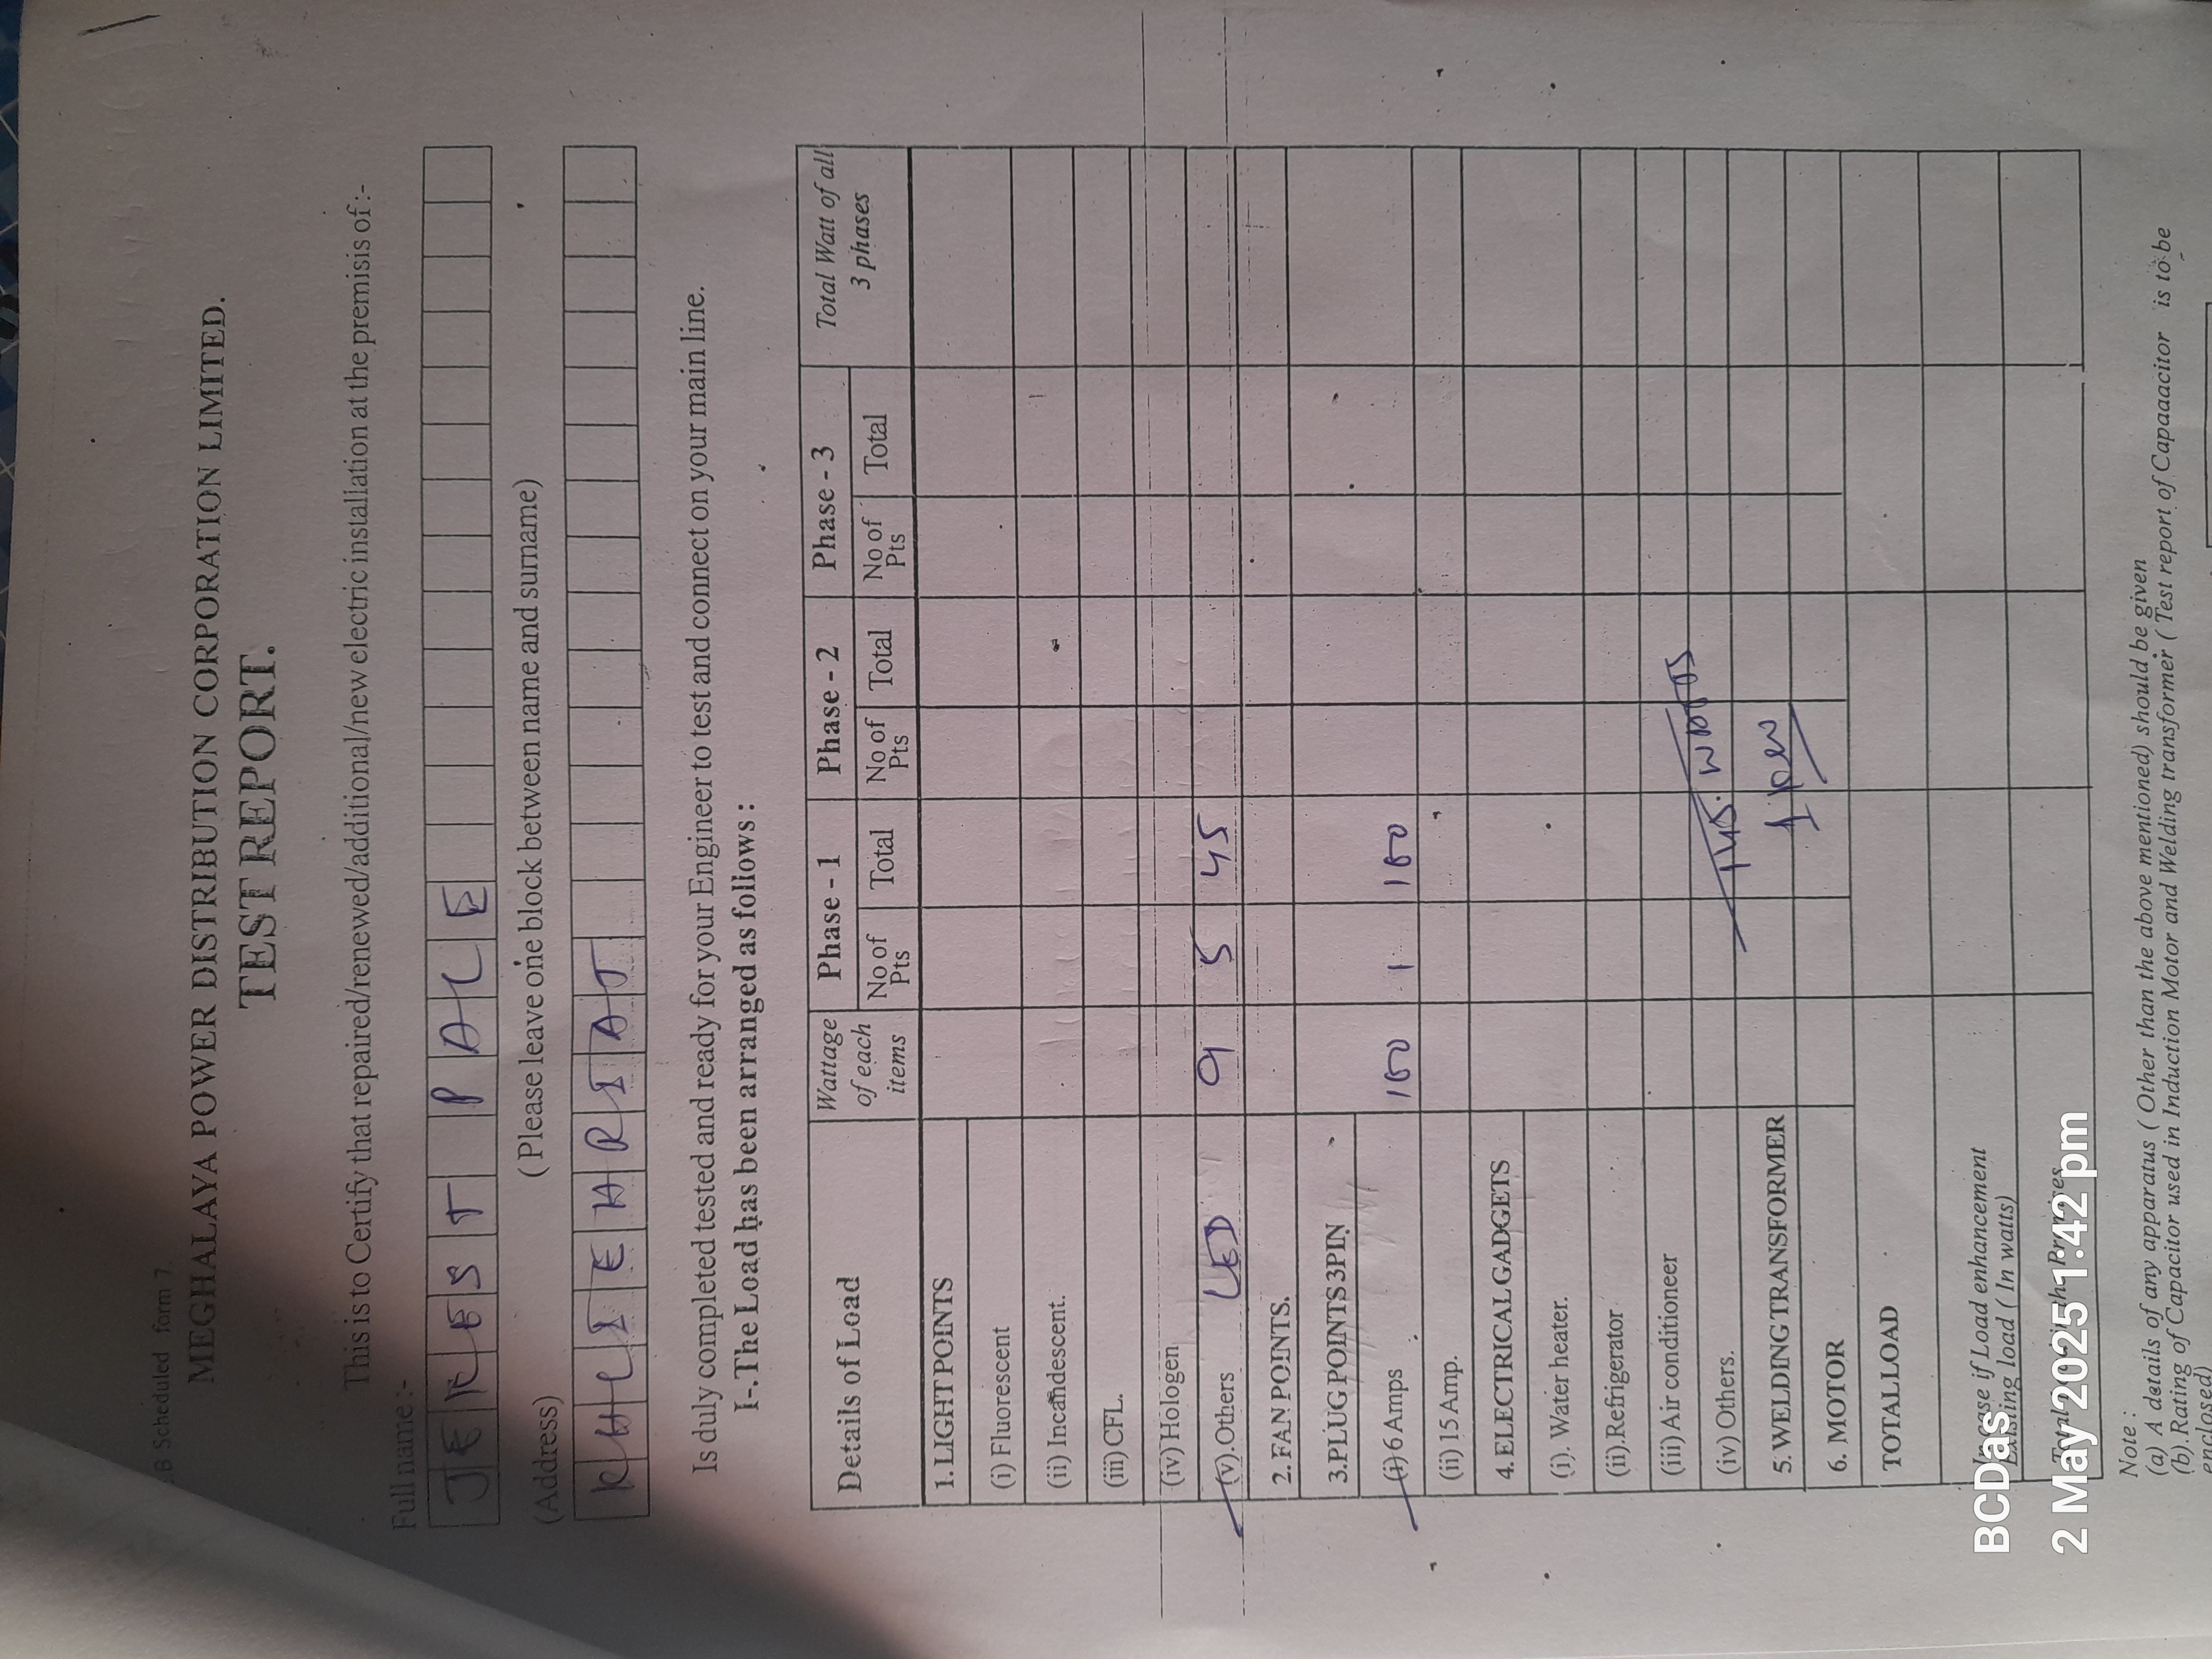 B Scheduled form 7.
MEGHALAYA POWER DISTRIBUTION CORPORATION LIMITED.
TEST REPORT.
This is to Certify that repaired/renewed/additional/new electric installation at the premisis of:-
Full name:-
JEKEST PALE
( Please leave one block between name and surname)
(Address)
KHLIEHRIAT
Is duly completed tested and ready for your Engineer to test and connect on your main line.
I-.The Load has been arranged as follows :
Details of Load Wattage of each items Phase - 1 Phase - 2 Phase - 3 Total Watt of all 3 phases
No of Pts Total No of Pts Total No of Pts Total
1. LIGHT POINTS
(i) Fluorescent
(ii) Incandescent.
(iii) CFL.
(iv) Hologen
(v). Others LED 9 5 45
2. FAN POINTS.
3.PLUG POINTS 3PIN
(i) 6 Amps 100 1 100
(ii) 15 Amp.
4. ELECTRICAL GADGETS
(i). Water heater.
(ii).Refrigerator
(iii) Air conditioneer
(iv) Others. 145. WATTS
5. WELDING TRANSFORMER 1 KW
6. MOTOR
TOTAL LOAD
Incase if Load enhancement
Existing load ( In watts)
BCDas
2 May 2025 1:42 pm
Note :
(a) A details of any apparatus ( Other than the above mentioned) should be given
(b). Rating of Capacitor used in Induction Motor and Welding transformer ( Test report of Capaacitor is to be
enclosed)